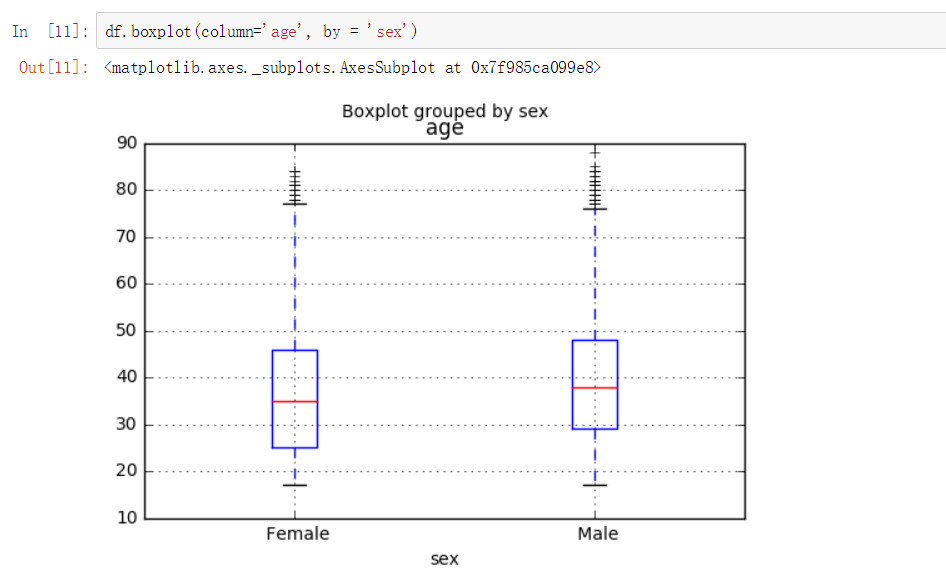 In [11]: df.boxplot(column='age', by = 'sex')
Out[11]: <matplotlib.axes._subplots.AxesSubplot at 0x7f985ca099e8>
Boxplot grouped by sex
age
90
80
70
60
50
40
30
20
10
Female Male
sex